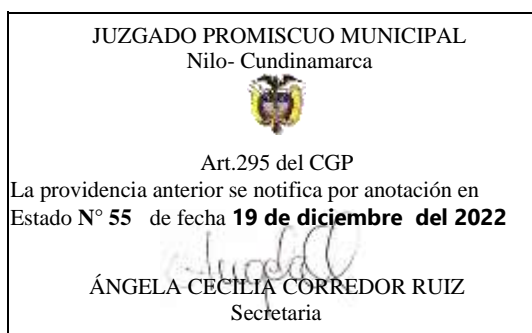 JUZGADO PROMISCUO MUNICIPAL
Nilo- Cundinamarca
Art.295 del CGP
La providencia anterior se notifica por anotación en
Estado N° 55 de fecha 19 de diciembre del 2022
ÁNGELA CECILIA CORREDOR RUIZ
Secretaria